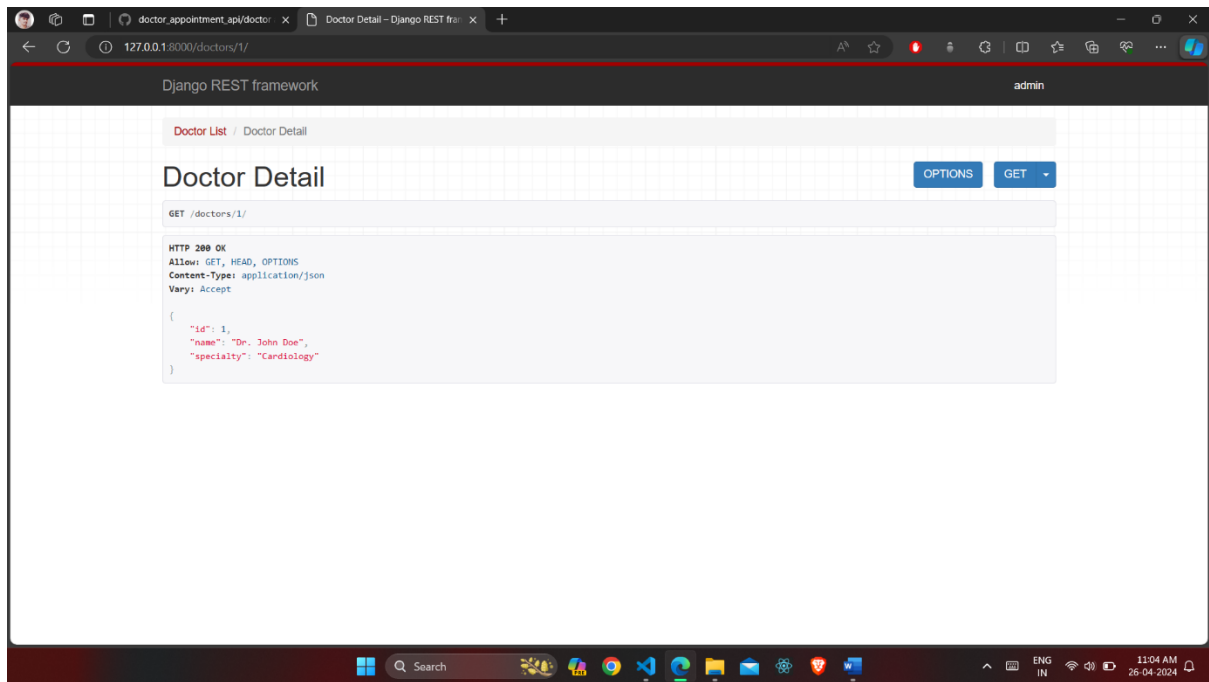 doctor_appointment_api/doctor
Doctor Detail – Django REST fran
127.0.0.1:8000/doctors/1/
Django REST framework
admin
Doctor List / Doctor Detail
Doctor Detail
OPTIONS
GET
GET /doctors/1/
HTTP 200 OK
Allow: GET, HEAD, OPTIONS
Content-Type: application/json
Vary: Accept
{
"id": 1,
"name": "Dr. John Doe",
"specialty": "Cardiology"
}
Search
ENG
IN
11:04 AM
26-04-2024